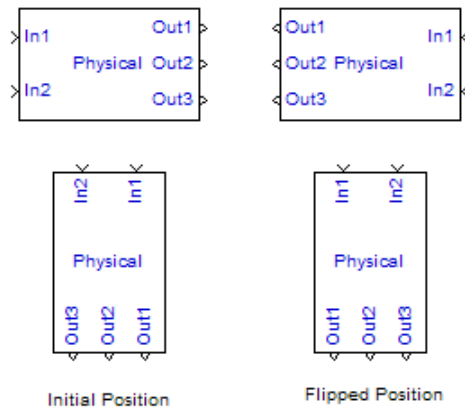 In1
In2
Physical
Out1
Out2
Out3
Out1
Out2
Out3
Physical
In1
In2
In2
In1
Physical
Out3
Out2
Out1
In1
In2
Physical
Out1
Out2
Out3
Initial Position
Flipped Position